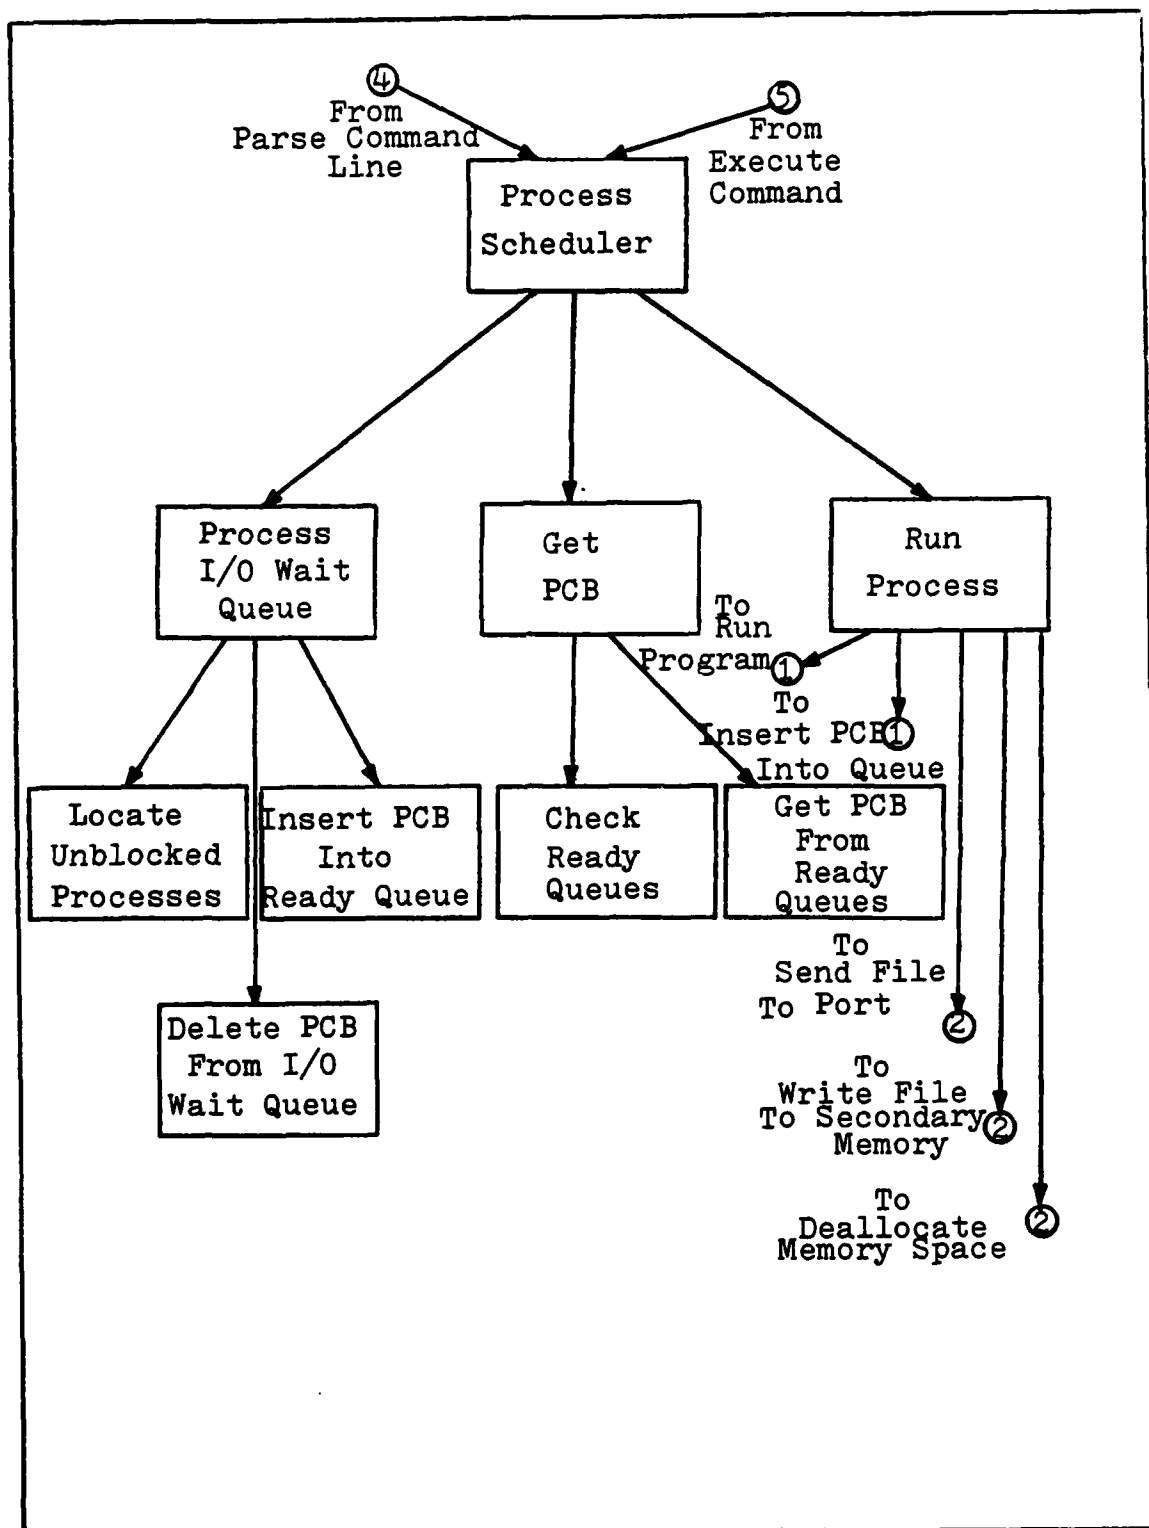 4
From
Parse Command
Line
5
From
Execute
Command
Process
Scheduler
Process
I/O Wait
Queue
Get
PCB
Run
Process
To
Run
Program
1
To
Insert PCB
1
Into Queue
Locate
Unblocked
Processes
Insert PCB
Into
Ready Queue
Check
Ready
Queues
Get PCB
From
Ready
Queues
Delete PCB
From I/O
Wait Queue
To
Send File
To Port
2
To
Write File
To Secondary
Memory
2
To
Deallocate
Memory Space
2